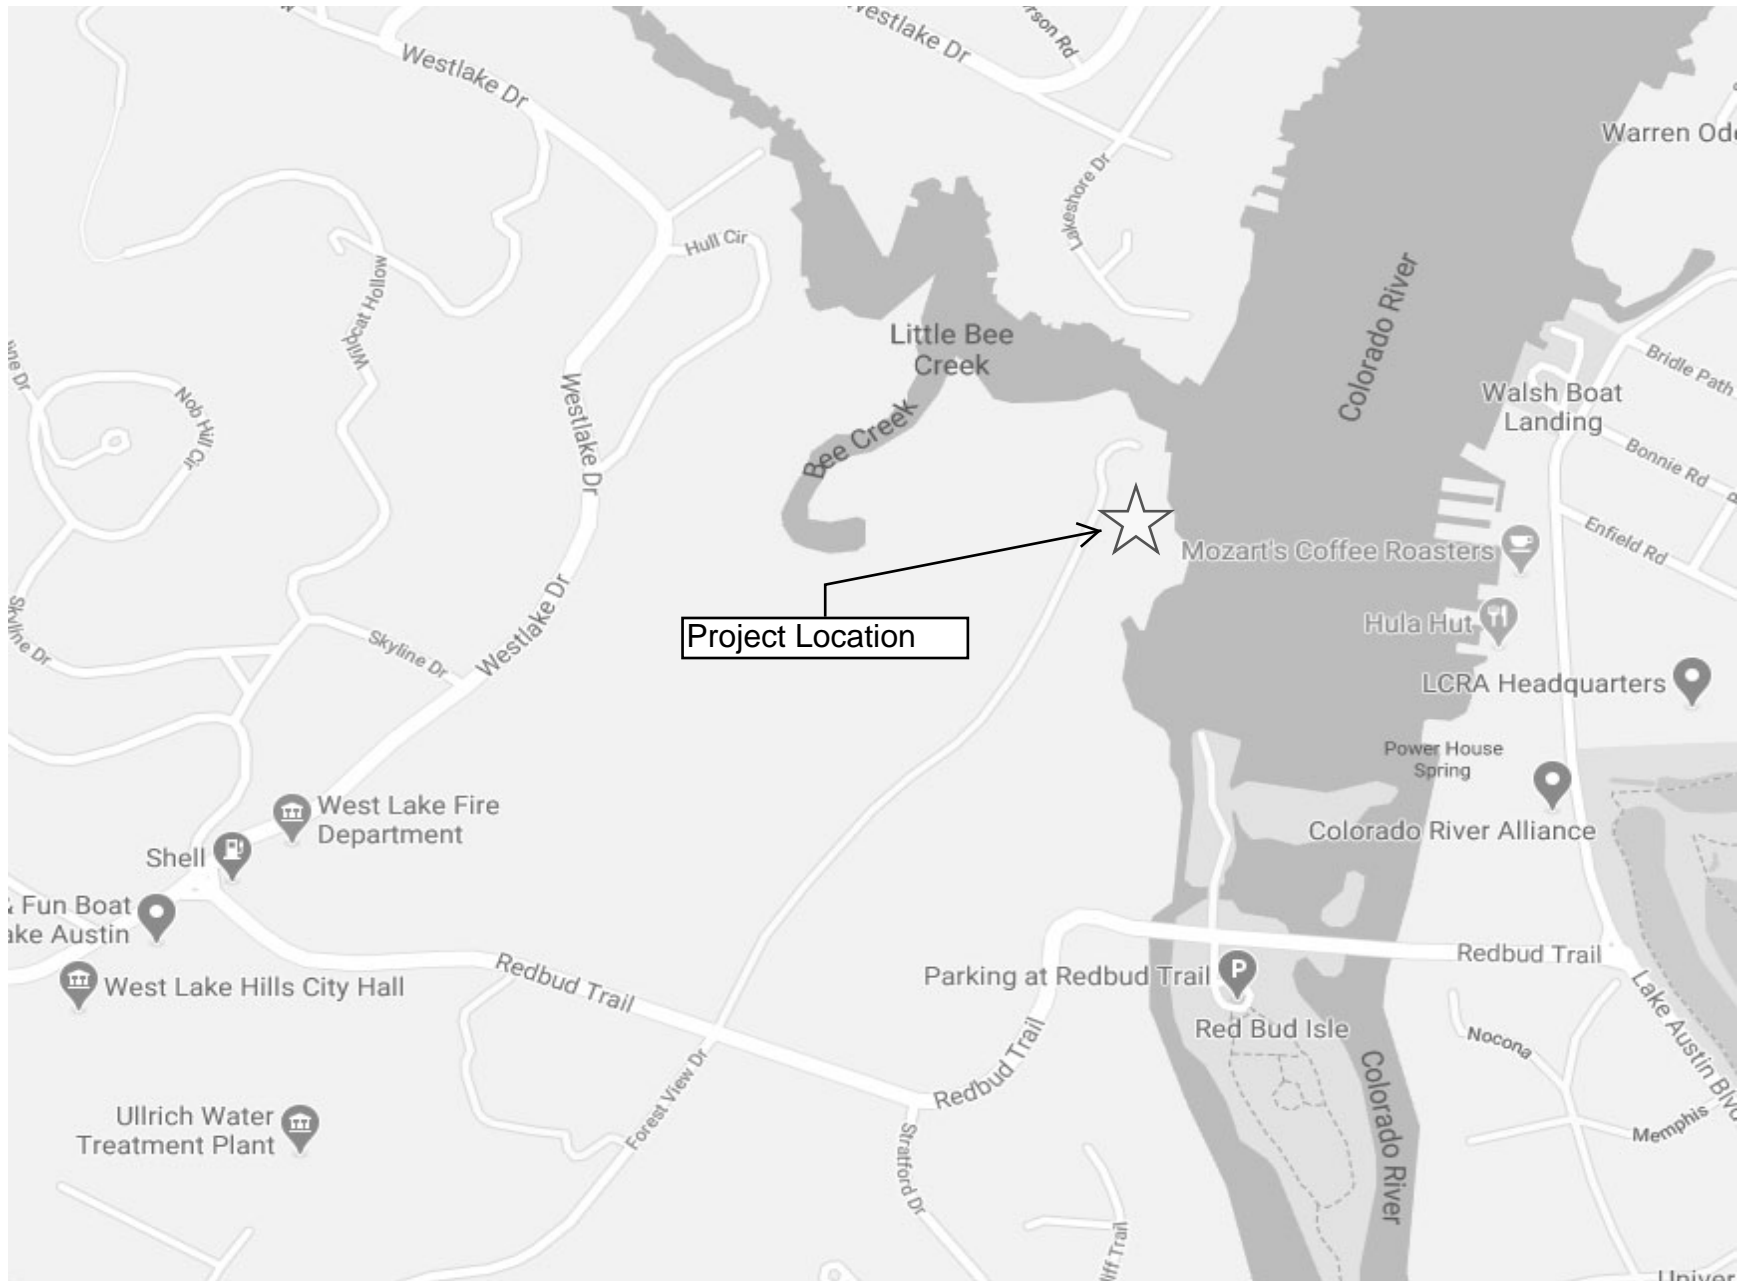 Westlake Dr
Westlake Dr
erson Rd
Warren Ode
Lakeshore Dr
Hull Cir
Wildcat Hollow
Colorado River
Little Bee
Creek
Bridle Path
Walsh Boat
Landing
Nob Hill Cir
Westlake Dr
Bee Creek
Bonnie Rd
Enfield Rd
Mozart's Coffee Roasters
Project Location
Hula Hut
Skyline Dr
Skyline Dr
Westlake Dr
LCRA Headquarters
Power House
Spring
West Lake Fire
Department
Colorado River Alliance
Shell
& Fun Boat
ake Austin
Redbud Trail
Redbud Trail
Parking at Redbud Trail
P
West Lake Hills City Hall
Red Bud Isle
Lake Austin Blvd
Nocona
Redbud Trail
Forest View Dr
Colorado River
Ullrich Water
Treatment Plant
Memphis
Stratford Dr
liff Trail
Univer